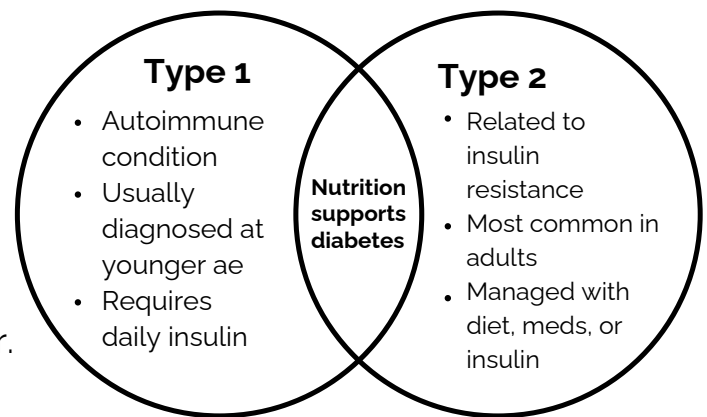 Type 1
• Autoimmune
condition
• Usually
diagnosed at
younger ae
• Requires
daily insulin
Nutrition
supports
diabetes
Type 2
• Related to
insulin
resistance
• Most common in
adults
• Managed with
diet, meds, or
insulin